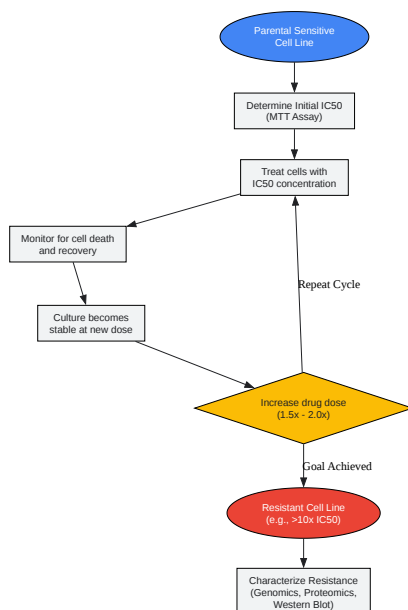 Parental Sensitive
Cell Line
Determine Initial IC50
(MTT Assay)
Treat cells with
IC50 concentration
Monitor for cell death
and recovery
Repeat Cycle
Culture becomes
stable at new dose
Increase drug dose
(1.5x - 2.0x)
Goal Achieved
Resistant Cell Line
(e.g., >10x IC50)
Characterize Resistance
(Genomics, Proteomics,
Western Blot)